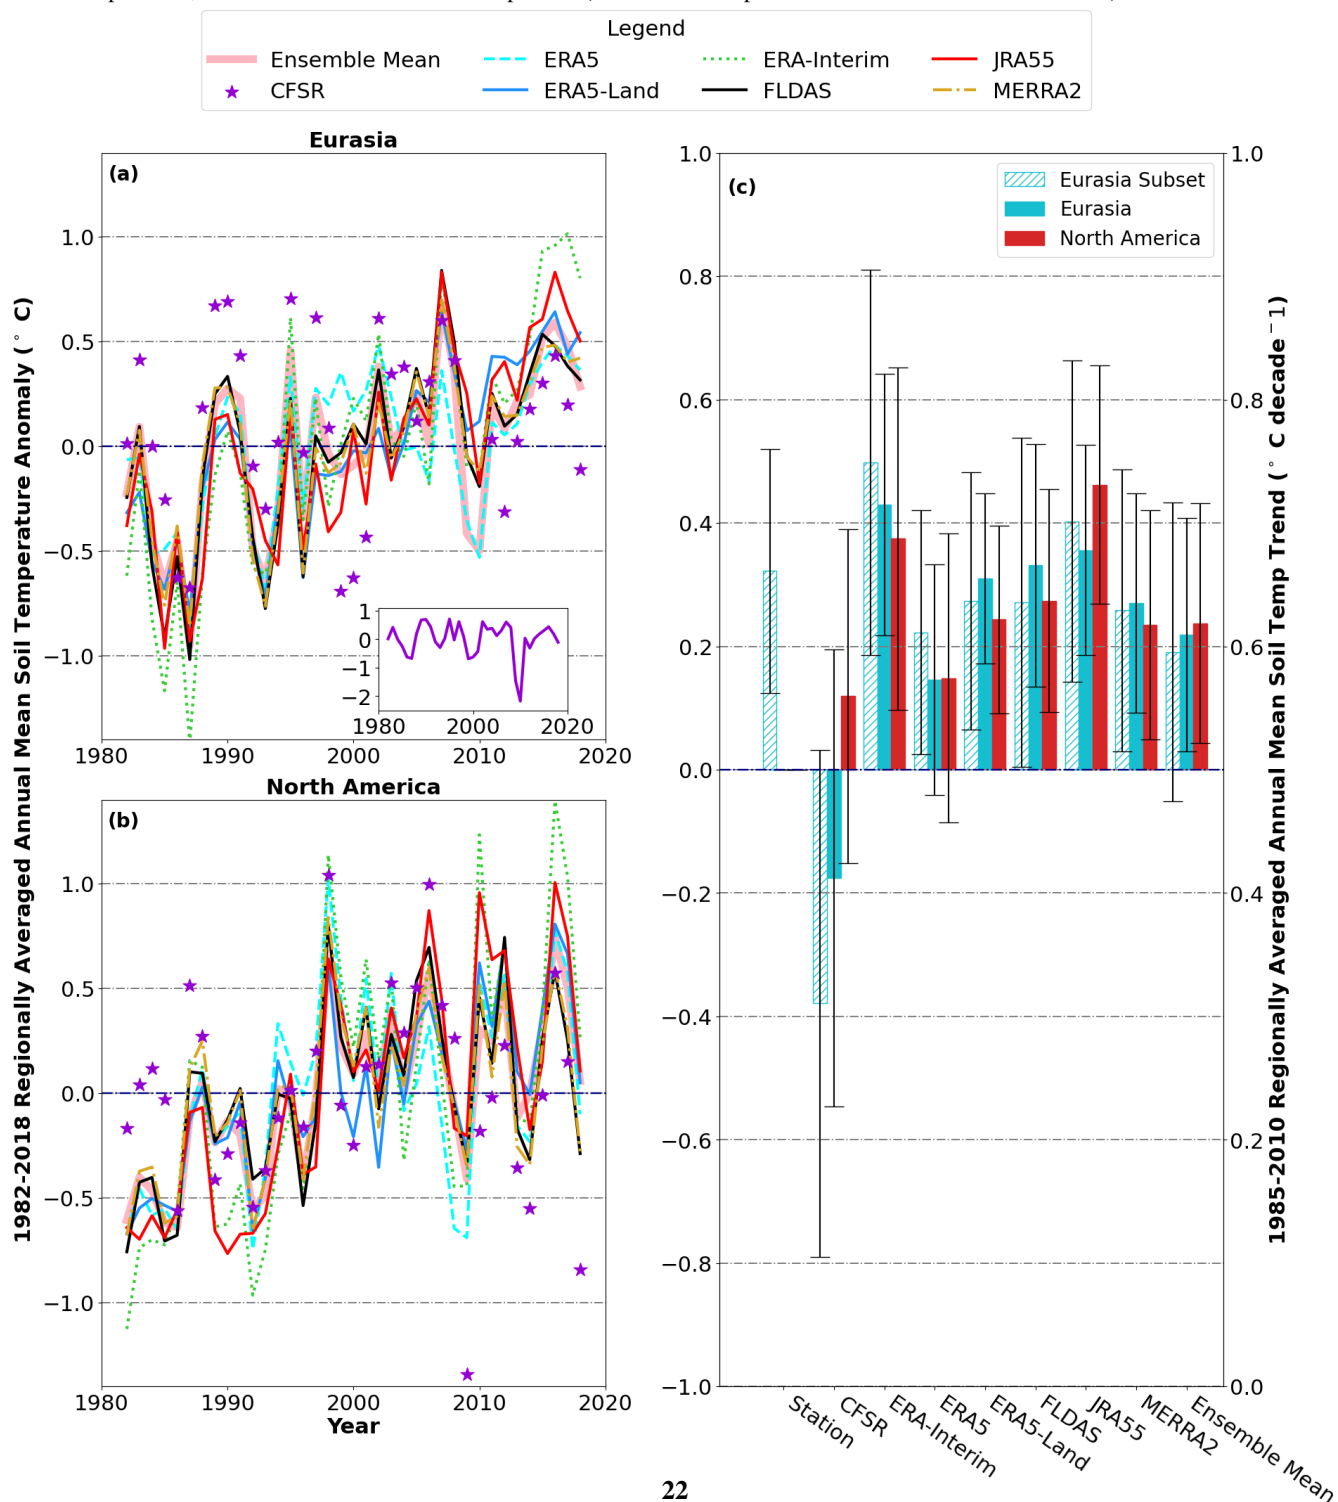 Legend
Ensemble Mean ERA5 ERA-Interim JRA55
CFSR ERA5-Land FLDAS MERRA2
1982-2018 Regionally Averaged Annual Mean Soil Temperature Anomaly (° C)
Eurasia
(a)
1.0
0.5
0.0
−0.5
−1.0
1
0
−1
−2
1980 2000 2020
1980 1990 2000 2010 2020
North America
(b)
1.0
0.5
0.0
−0.5
−1.0
1980 1990 2000 2010 2020
Year
(c)
Eurasia Subset
Eurasia
North America
1.0
0.8
0.6
0.4
0.2
0.0
−0.2
−0.4
−0.6
−0.8
−1.0
1.0
0.8
0.6
0.4
0.2
0.0
1985-2010 Regionally Averaged Annual Mean Soil Temp Trend (° C decade⁻1)
Station
CFSR
ERA-Interim
ERA5
ERA5-Land
FLDAS
JRA55
MERRA2
Ensemble Mean
22